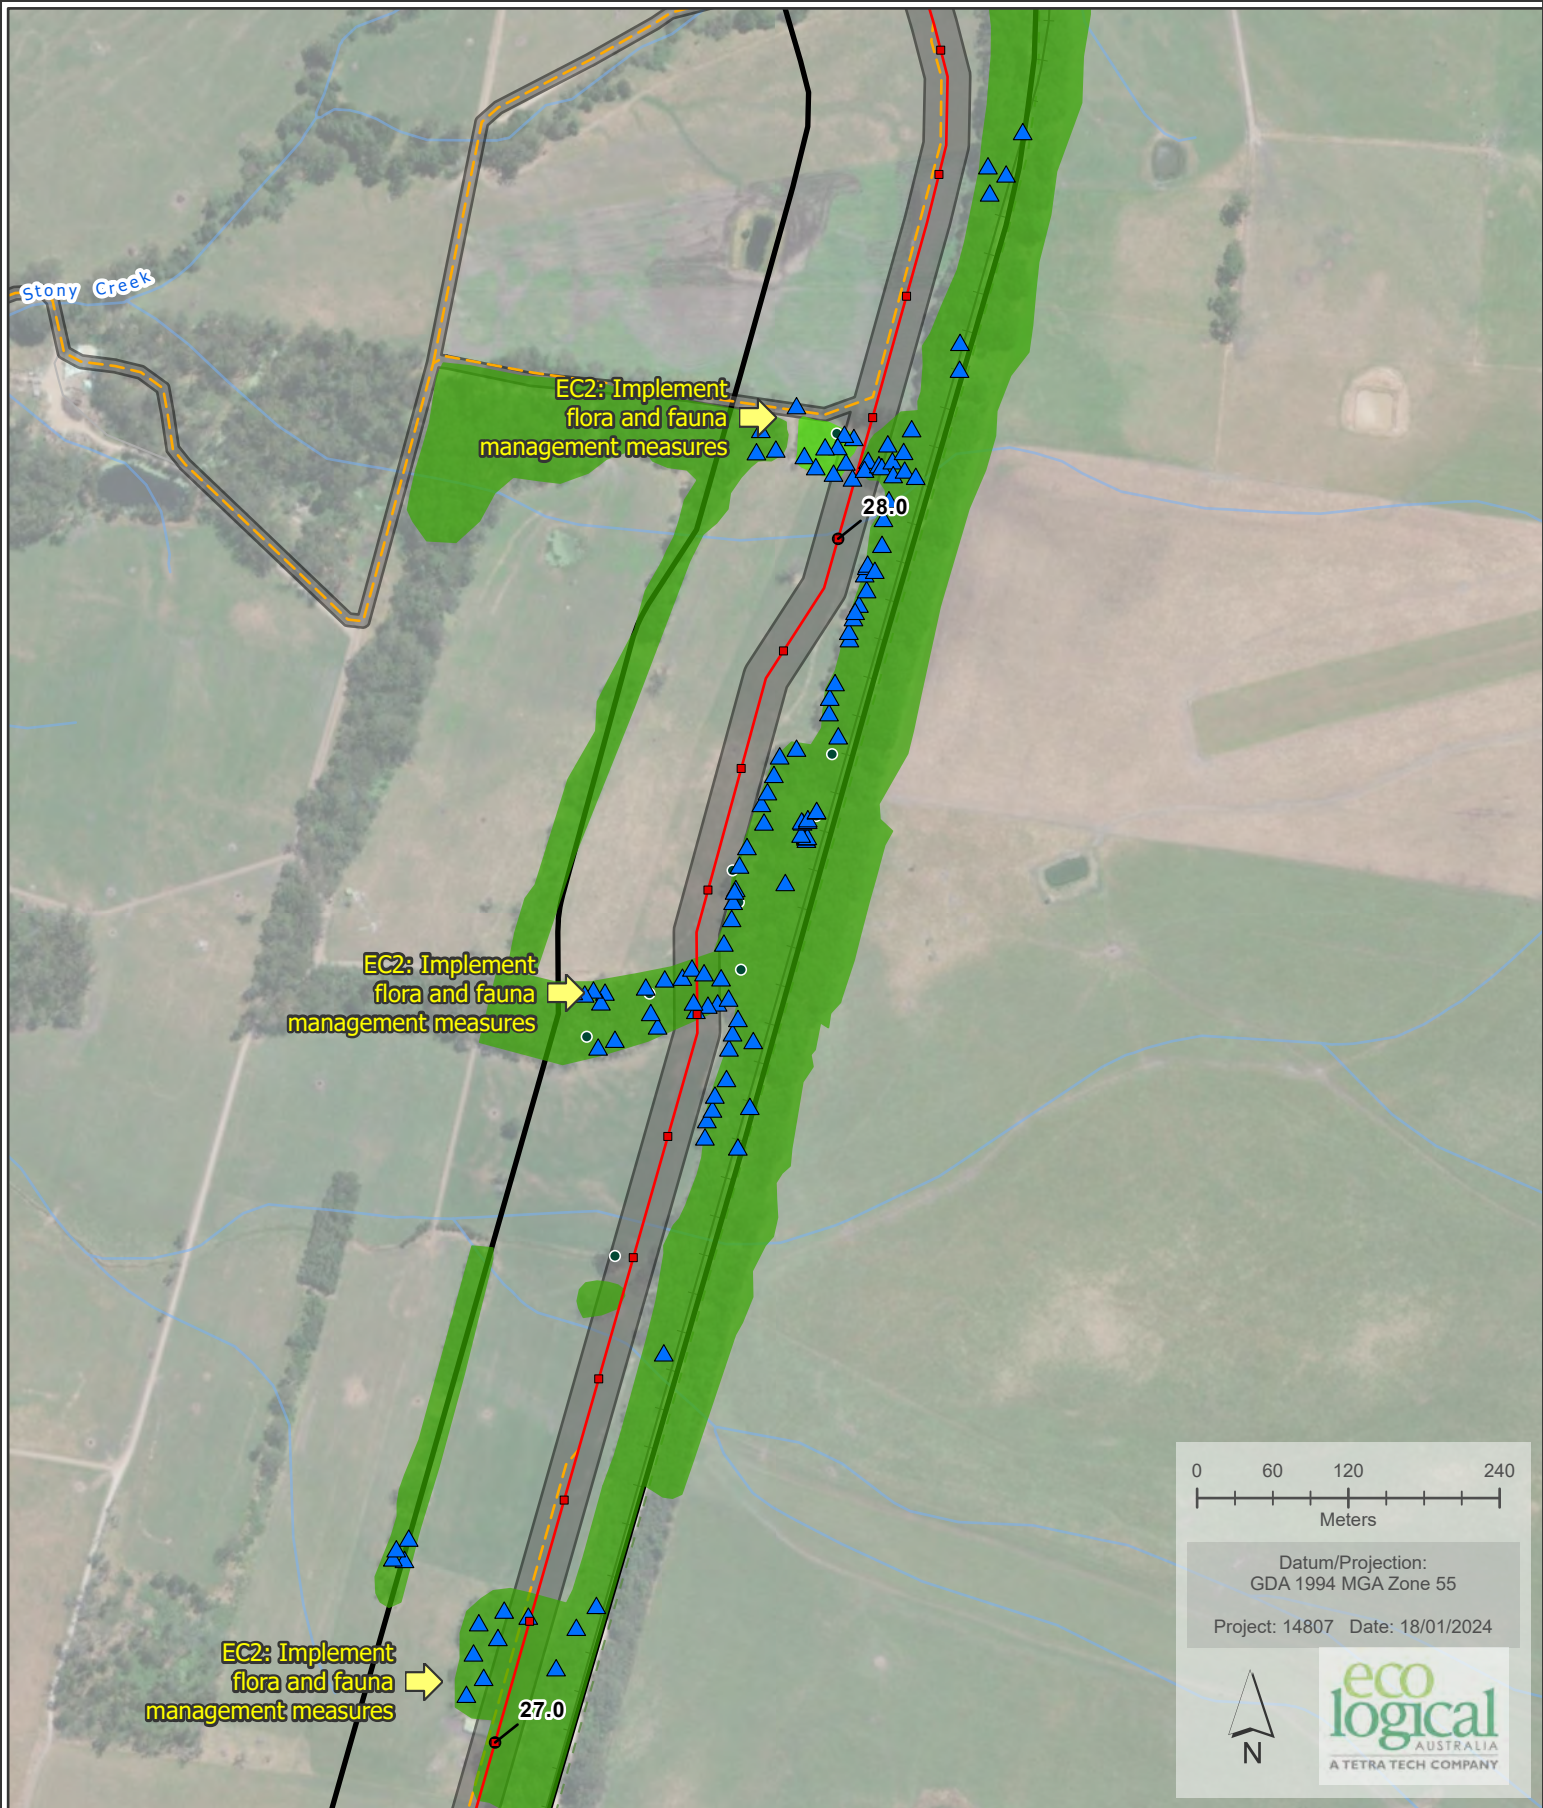 Stony Creek
EC2: Implement
flora and fauna
management measures
28.0
EC2: Implement
flora and fauna
management measures
EC2: Implement
flora and fauna
management measures
27.0
0 60 120 240
Meters
Datum/Projection:
GDA 1994 MGA Zone 55
Project: 14807 Date: 18/01/2024
N
eco
logical
AUSTRALIA
A TETRA TECH COMPANY